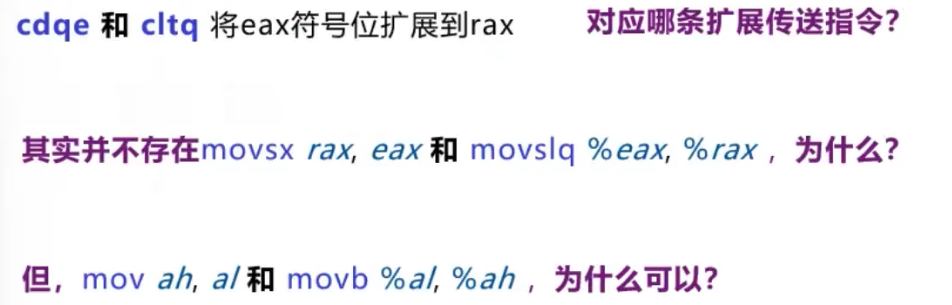 cdqe 和 cltq 将eax符号位扩展到rax 对应哪条扩展传送指令?
其实并不存在movsx rax, eax 和 movslq %eax, %rax ，为什么?
但，mov ah, al 和 movb %al, %ah ，为什么可以?